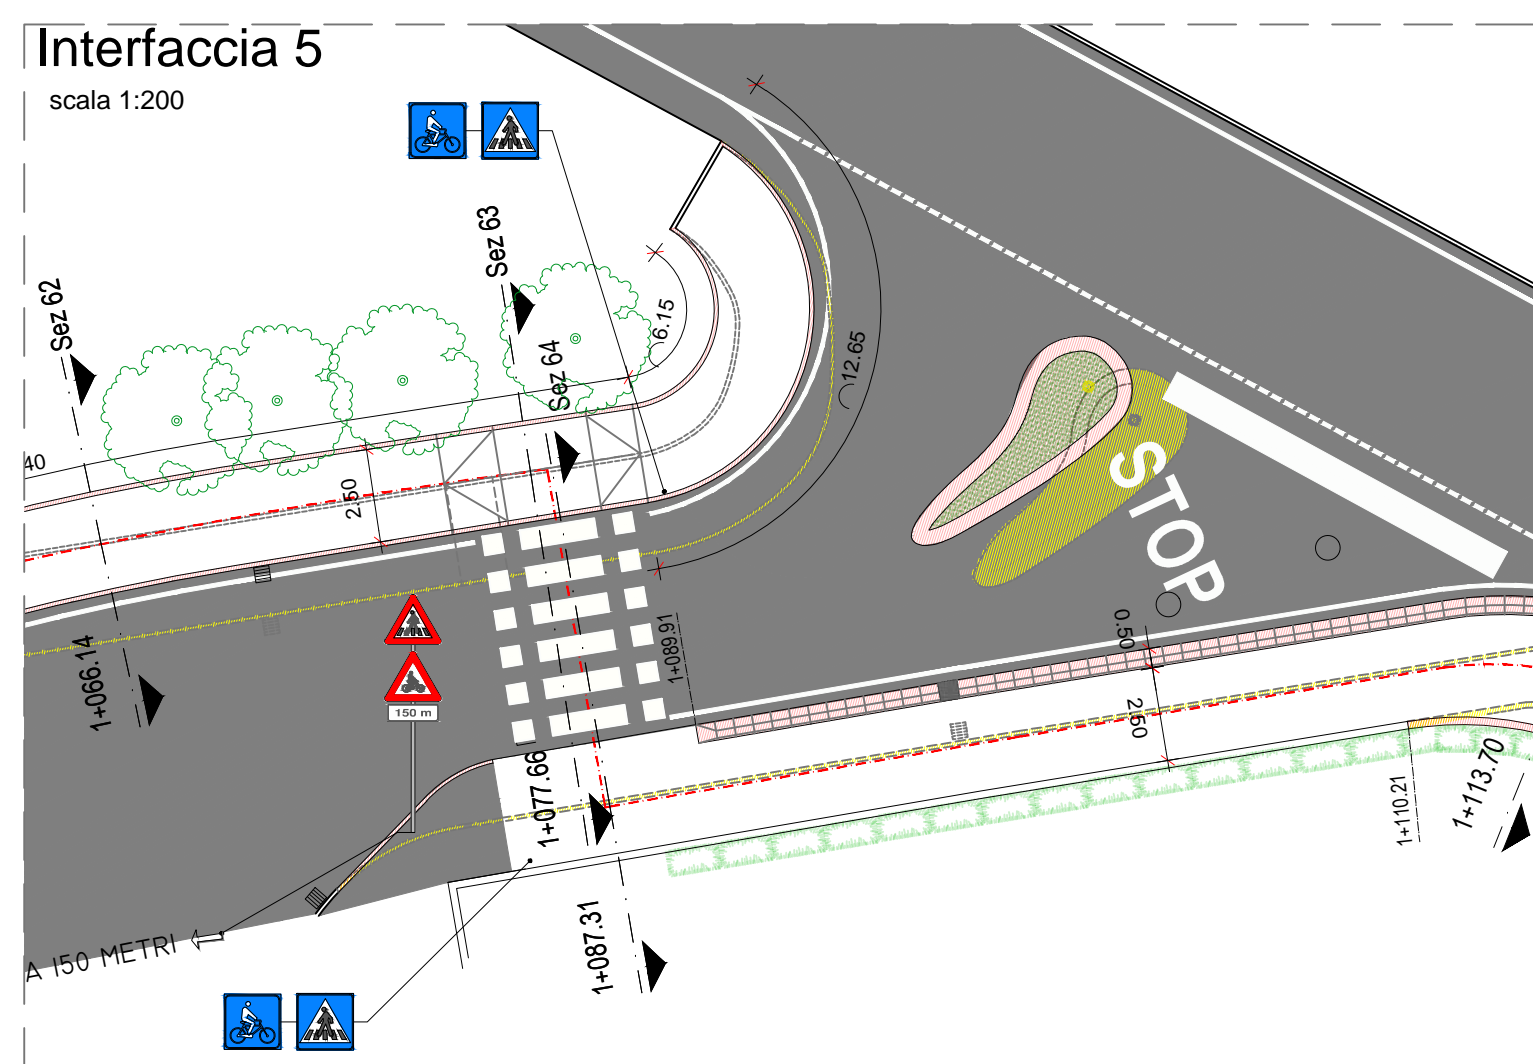 Interfaccia 5
scala 1:200
Sez 62
Sez 63
Sez 64
6.15
12.65
40
2.50
STOP
1+066.14
150 m
1+089.91
0.50
2.50
1+077.66
1+110.21
1+113.70
1+087.31
A 150 METRI